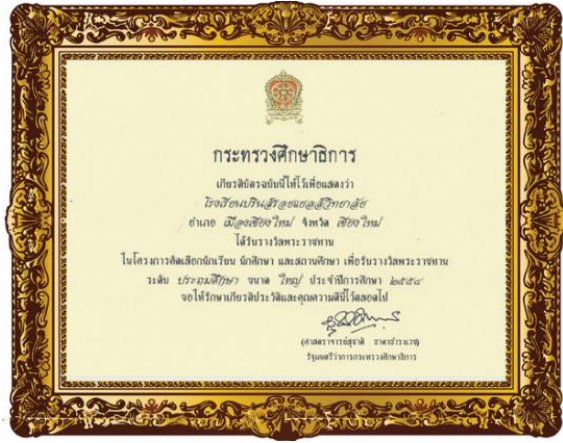 กระทรวงศึกษาธิการ
เกียรติบัตรฉบับนี้ให้ไว้เพื่อแสดงว่า
โรงเรียนปรินส์รอยแยลส์วิทยาลัย
อำเภอ เมืองเชียงใหม่ จังหวัด เชียงใหม่
ได้รับรางวัลพระราชทาน
ในโครงการคัดเลือกนักเรียน นักศึกษา และสถานศึกษา เพื่อรับรางวัลพระราชทาน
ระดับ ประถมศึกษา ขนาด ใหญ่ ประจำปีการศึกษา ๒๕๕๔
ขอให้รักษาเกียรติประวัติและคุณความดีนี้ไว้ตลอดไป
(ศาสตราจารย์สุชาติ ธาดาธำรงเวช)
รัฐมนตรีว่าการกระทรวงศึกษาธิการ